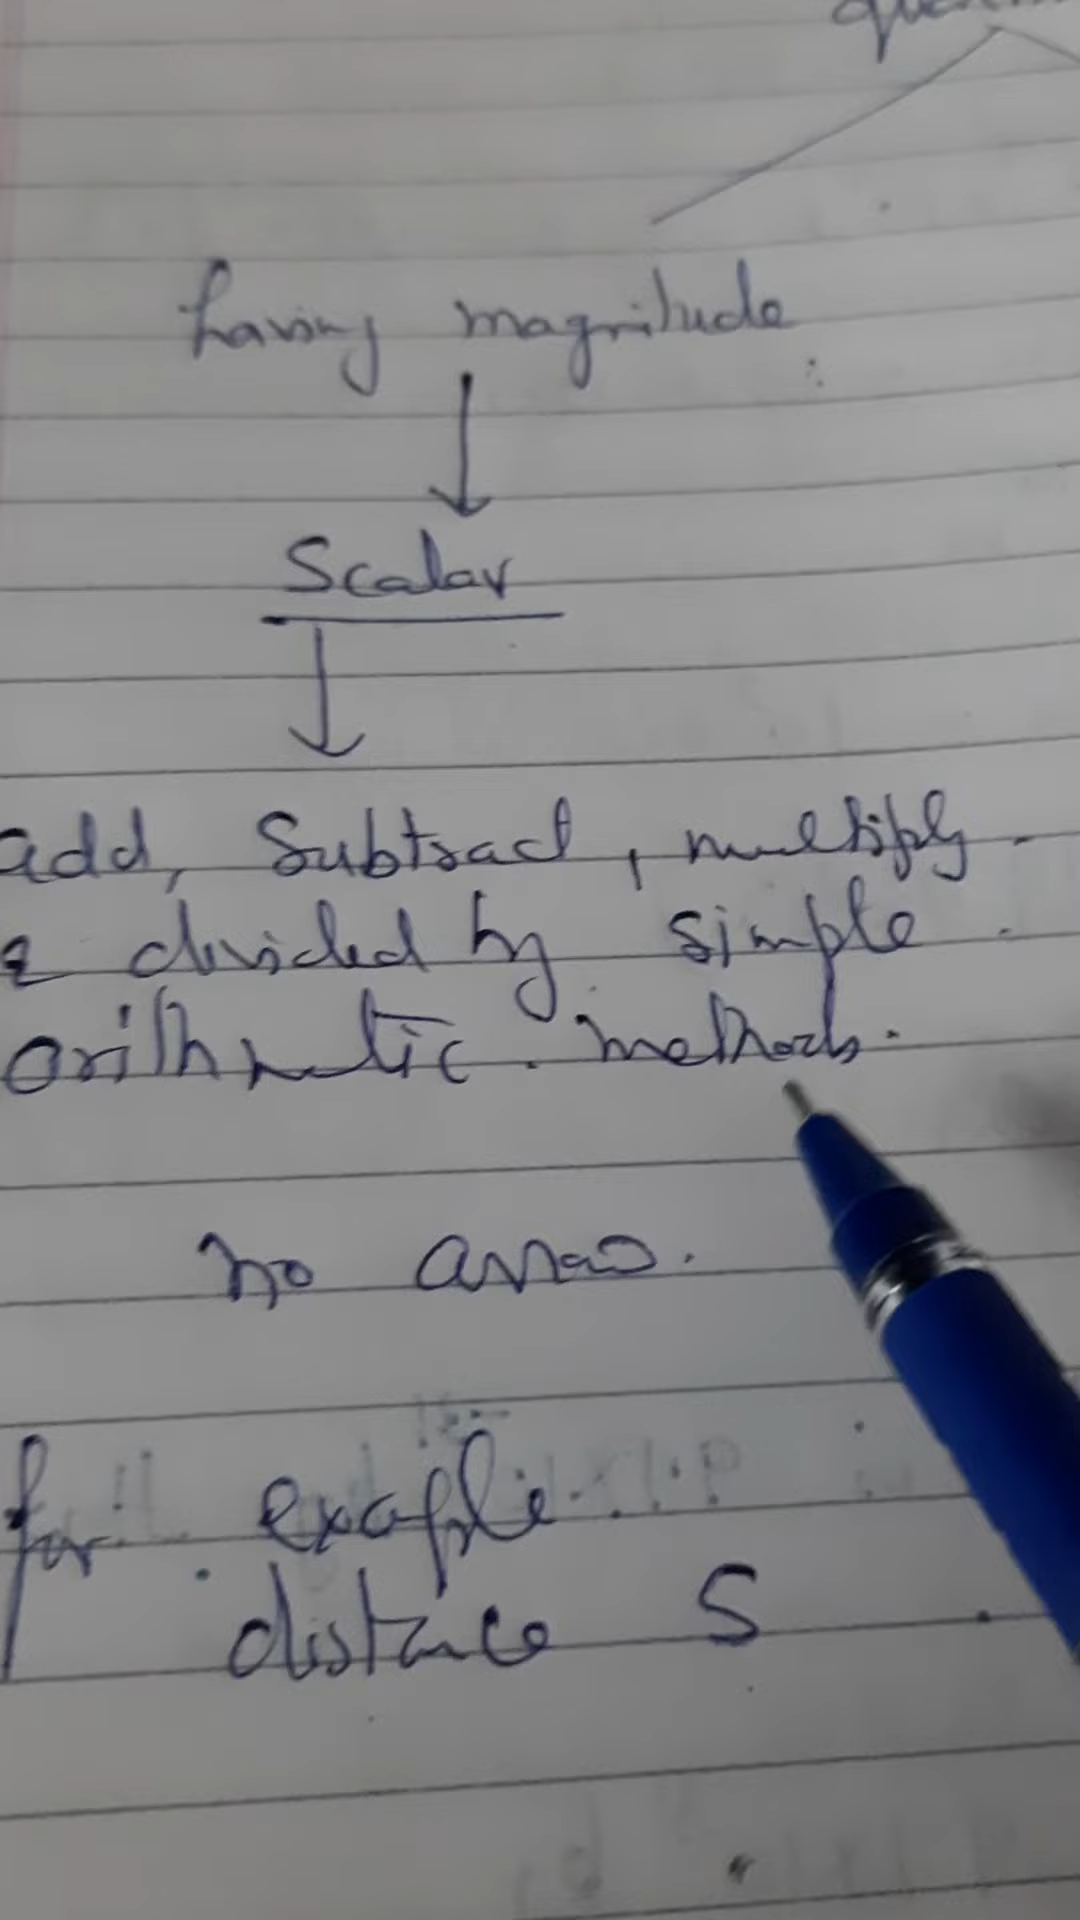 having magnitude
Scalar
add, Subtract, multiply
& divided by simple
arithmetic methods.
no arrow.
for example
distance S